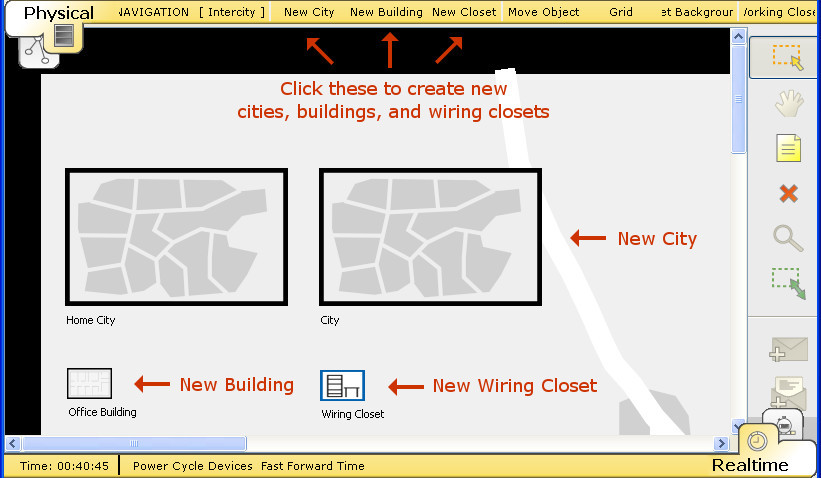 Physical
NAVIGATION [ Intercity ] New City New Building New Closet Move Object Grid et Backgroun orking Close
Click these to create new
cities, buildings, and wiring closets
New City
Home City
City
New Building
New Wiring Closet
Office Building
Wiring Closet
Time: 00:40:45 Power Cycle Devices Fast Forward Time
Realtime